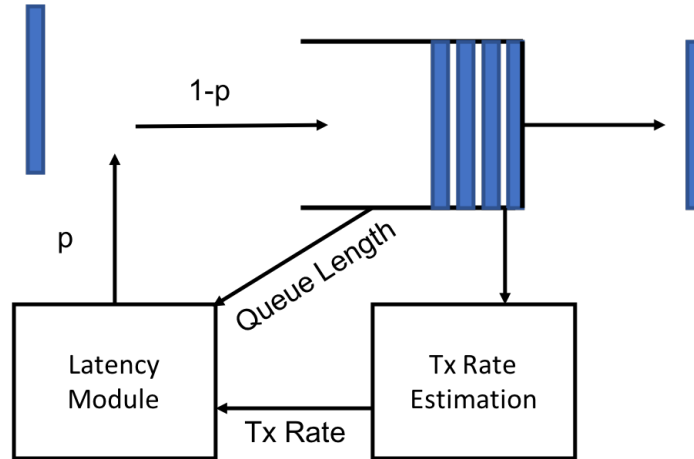 1-p
p
Queue Length
Latency
Module
Tx Rate
Estimation
Tx Rate